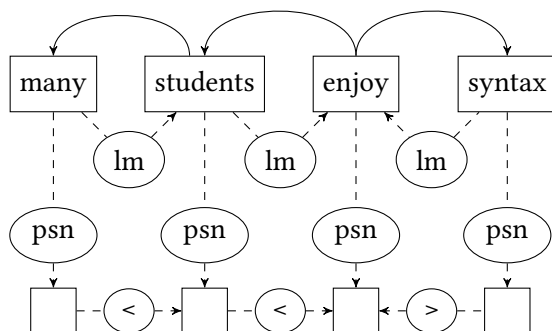 many students enjoy syntax
lm lm lm
psn psn psn psn
< < >